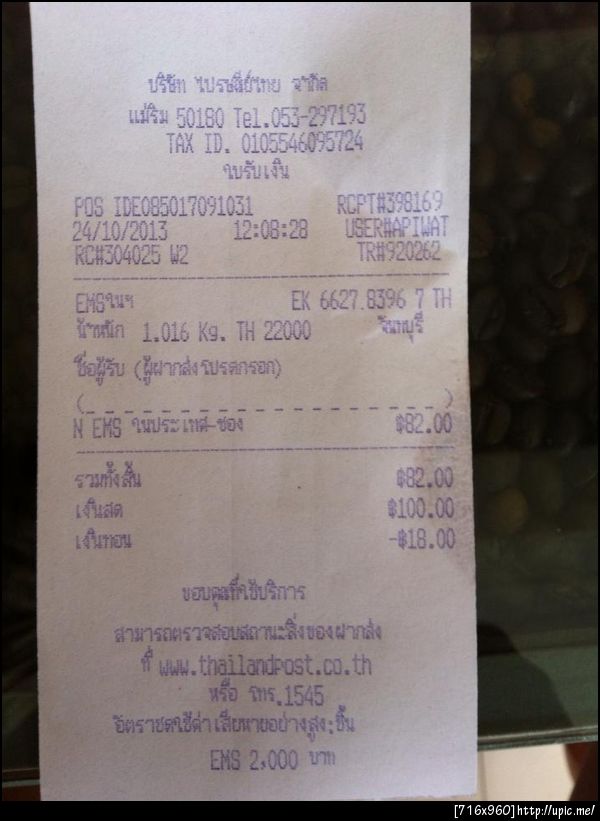 บริษัท ไปรษณีย์ไทย จำกัด
แม่ริม 50180 Tel.053-297193
TAX ID. 0105546095724
ใบรับเงิน
POS IDE085017091031 RCPT#398169
24/10/2013 12:08:28 USER#APIWAT
RC#304025 W2 TR#920262
EMSในฯ EK 6627 8396 7 TH
น้ำหนัก 1.016 Kg. TH 22000 จันทบุรี
ชื่อผู้รับ (ผู้ฝากส่งโปรดกรอก)
(_ _ _ _ _ _ _ _ _ _ _ _ _ _ _ _ _ _)
N EMS ในประเทศ-ซอง ฿82.00
รวมทั้งสิ้น ฿82.00
เงินสด ฿100.00
เงินทอน -฿18.00
ขอบคุณที่ใช้บริการ
สามารถตรวจสอบสถานะสิ่งของฝากส่ง
ที่ www.thailandpost.co.th
หรือ โทร.1545
อัตราชดใช้ค่าเสียหายอย่างสูง:ชิ้น
EMS 2,000 บาท
[716x960]http://upic.me/